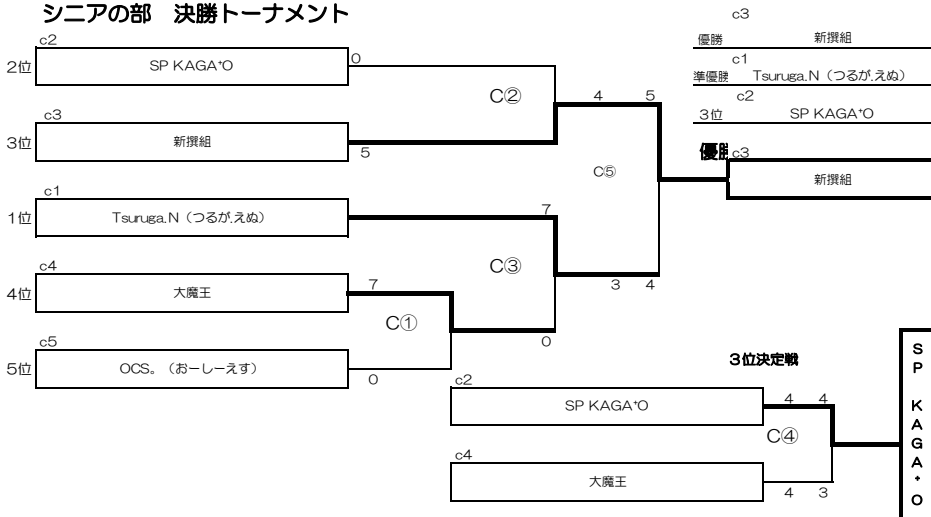 シニアの部　決勝トーナメント
c3
優勝 新撰組
c1
準優勝 Tsuruga.N（つるが.えぬ）
c2
3位 SP KAGA⁺O
優勝 c3
新撰組
c2
2位 SP KAGA⁺O 0
C②
c3
3位 新撰組 5
4 5
C⑤
c1
1位 Tsuruga.N（つるが.えぬ） 7
C③
3 4
c4
4位 大魔王 7
C①
0
c5
5位 OCS。（おーしーえす） 0
3位決定戦
c2
SP KAGA⁺O 4 4
C④
c4
大魔王 4 3
SP KAGA⁺O